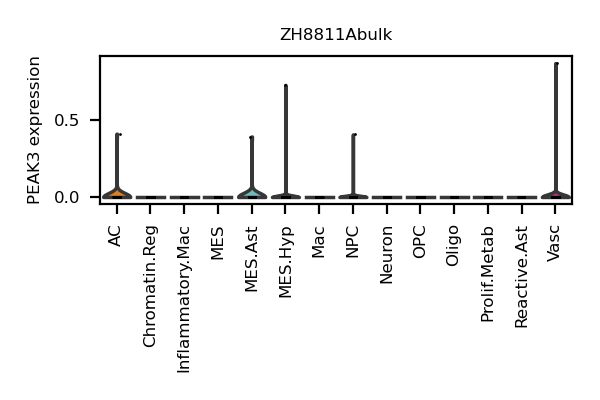 ZH8811Abulk
PEAK3 expression
0.5
0.0
AC
Chromatin.Reg
Inflammatory.Mac
MES
MES.Ast
MES.Hyp
Mac
NPC
Neuron
OPC
Oligo
Prolif.Metab
Reactive.Ast
Vasc